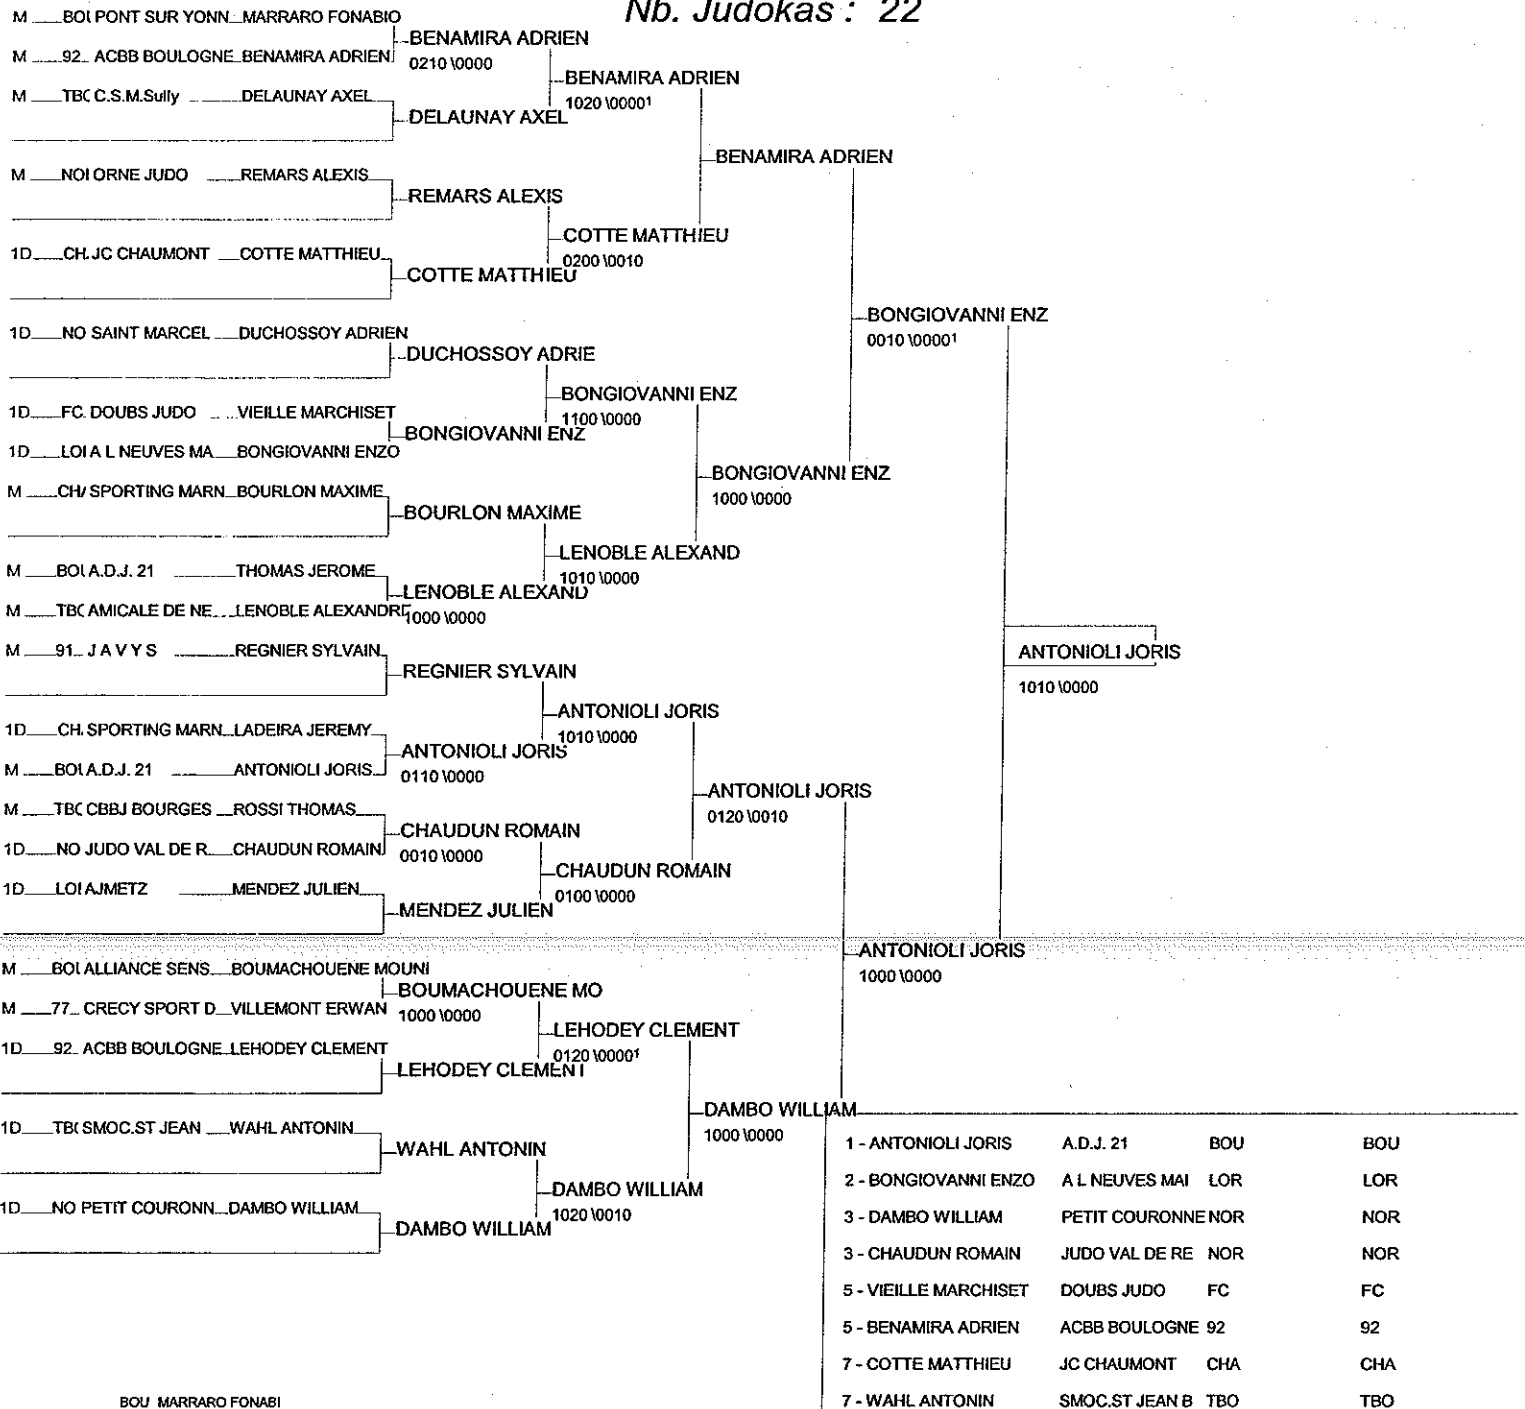 Nb. Judokas : 22
M BOU PONT SUR YONN MARRARO FONABIO
BENAMIRA ADRIEN
M 92 ACBB BOULOGNE BENAMIRA ADRIEN
0210 \0000
BENAMIRA ADRIEN
M TBO C.S.M.Sully DELAUNAY AXEL
1020 \0000¹
DELAUNAY AXEL
BENAMIRA ADRIEN
M NOI ORNE JUDO REMARS ALEXIS
REMARS ALEXIS
COTTE MATTHIEU
1D CH. JC CHAUMONT COTTE MATTHIEU
0200 \0010
COTTE MATTHIEU
BONGIOVANNI ENZ
1D NO SAINT MARCEL DUCHOSSOY ADRIEN
0010 \0000¹
DUCHOSSOY ADRIE
BONGIOVANNI ENZ
1D FC. DOUBS JUDO VIEILLE MARCHISET
1100 \0000
BONGIOVANNI ENZ
1D LOI A L NEUVES MA BONGIOVANNI ENZO
BONGIOVANNI ENZ
M CHA SPORTING MARN BOURLON MAXIME
1000 \0000
BOURLON MAXIME
LENOBLE ALEXAND
M BOU A.D.J. 21 THOMAS JEROME
1010 \0000
LENOBLE ALEXAND
M TBO AMICALE DE NE LENOBLE ALEXANDRE
1000 \0000
M 91 J A V Y S REGNIER SYLVAIN
ANTONIOLI JORIS
REGNIER SYLVAIN
1010 \0000
ANTONIOLI JORIS
1D CH. SPORTING MARN LADEIRA JEREMY
1010 \0000
ANTONIOLI JORIS
M BOU A.D.J. 21 ANTONIOLI JORIS
0110 \0000
ANTONIOLI JORIS
M TBO CBBJ BOURGES ROSSI THOMAS
0120 \0010
CHAUDUN ROMAIN
1D NO JUDO VAL DE R CHAUDUN ROMAIN
0010 \0000
CHAUDUN ROMAIN
1D LOI AJMETZ MENDEZ JULIEN
0100 \0000
MENDEZ JULIEN
ANTONIOLI JORIS
M BOU ALLIANCE SENS BOUMACHOUENE MOUNI
1000 \0000
BOUMACHOUENE MO
M 77 CRECY SPORT D VILLEMONT ERWAN
1000 \0000
LEHODEY CLEMENT
1D 92 ACBB BOULOGNE LEHODEY CLEMENT
0120 \0000¹
LEHODEY CLEMENT
DAMBO WILLIAM
1D TBO SMOC.ST JEAN WAHL ANTONIN
1000 \0000
WAHL ANTONIN
DAMBO WILLIAM
1D NO PETIT COURONN DAMBO WILLIAM
1020 \0010
DAMBO WILLIAM
1 - ANTONIOLI JORIS A.D.J. 21 BOU BOU
2 - BONGIOVANNI ENZO A L NEUVES MAI LOR LOR
3 - DAMBO WILLIAM PETIT COURONNE NOR NOR
3 - CHAUDUN ROMAIN JUDO VAL DE RE NOR NOR
5 - VIEILLE MARCHISET DOUBS JUDO FC FC
5 - BENAMIRA ADRIEN ACBB BOULOGNE 92 92
7 - COTTE MATTHIEU JC CHAUMONT CHA CHA
7 - WAHL ANTONIN SMOC.ST JEAN B TBO TBO
BOU MARRARO FONABI